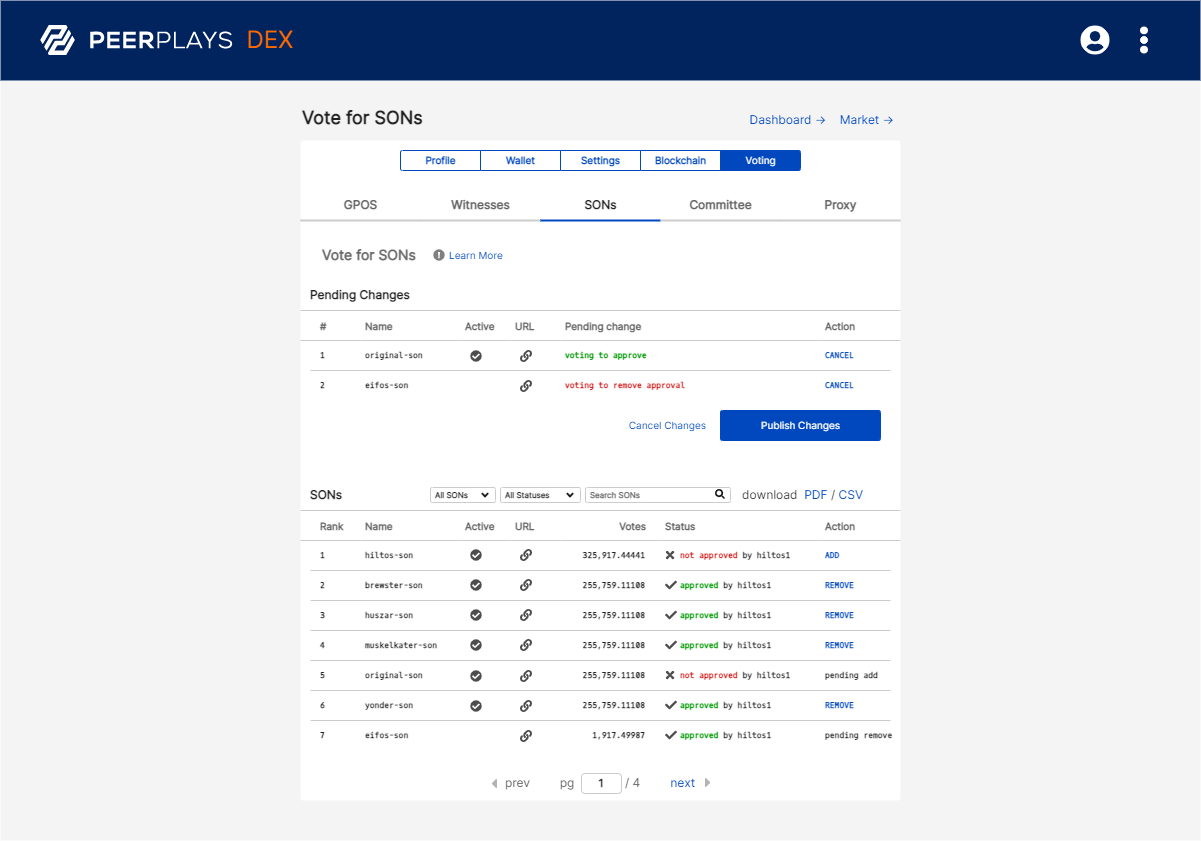 PEERPLAYS DEX
Vote for SONs
Dashboard → Market →
Profile Wallet Settings Blockchain Voting
GPOS Witnesses SONs Committee Proxy
Vote for SONs Learn More
Pending Changes
# Name Active URL Pending change Action
1 original-son voting to approve CANCEL
2 eifos-son voting to remove approval CANCEL
Cancel Changes Publish Changes
SONs All SONs All Statuses Search SONs download PDF / CSV
Rank Name Active URL Votes Status Action
1 hiltos-son 325,917.44441 not approved by hiltos1 ADD
2 brewster-son 255,759.11108 approved by hiltos1 REMOVE
3 huszar-son 255,759.11108 approved by hiltos1 REMOVE
4 muskelkater-son 255,759.11108 approved by hiltos1 REMOVE
5 original-son 255,759.11108 not approved by hiltos1 pending add
6 yonder-son 255,759.11108 approved by hiltos1 REMOVE
7 eifos-son 1,917.49987 approved by hiltos1 pending remove
prev pg 1 / 4 next